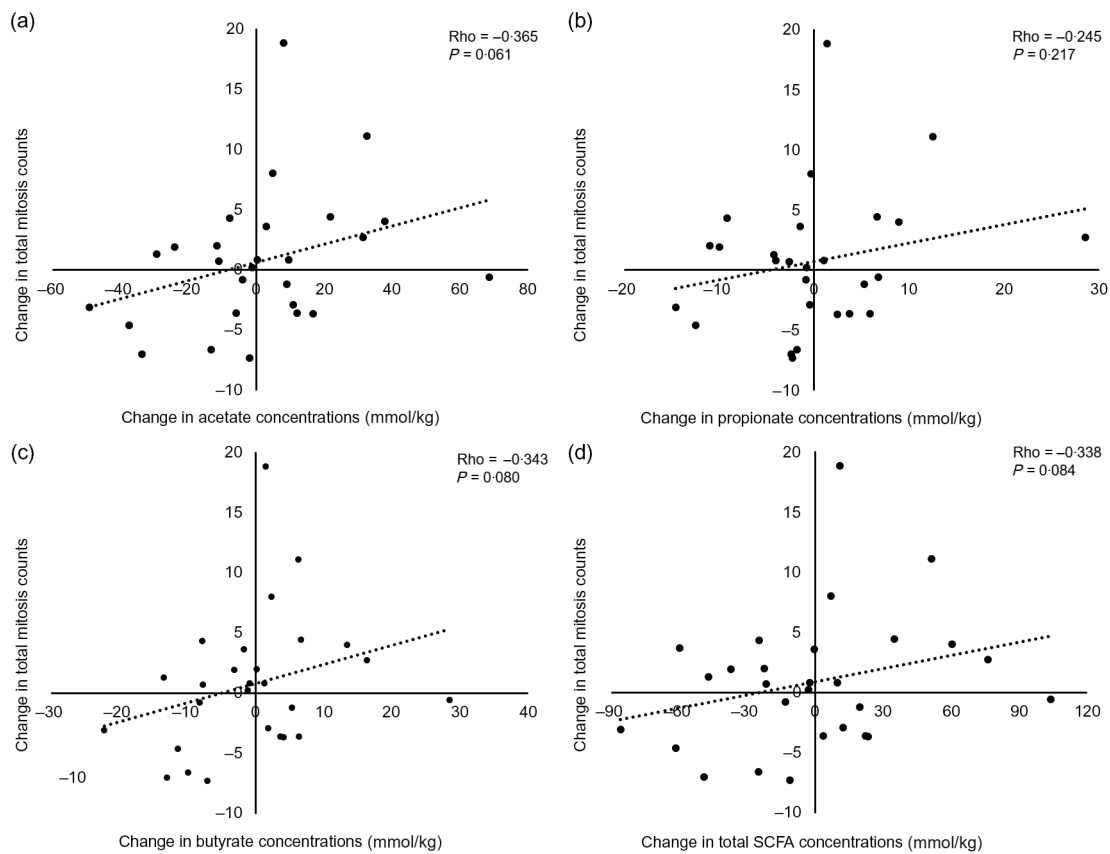 (a)
Rho = –0·365
P = 0·061
20
15
10
5
0
–60 –40 –20 0 20 40 60 80
–5
–10
Change in total mitosis counts
Change in acetate concentrations (mmol/kg)
(b)
Rho = –0·245
P = 0·217
20
15
10
5
0
–20 –10 0 10 20 30
–5
–10
Change in total mitosis counts
Change in propionate concentrations (mmol/kg)
(c)
Rho = –0·343
P = 0·080
20
15
10
5
0
–30 –20 –10 0 10 20 30 40
–5
–10
–10
Change in total mitosis counts
Change in butyrate concentrations (mmol/kg)
(d)
Rho = –0·338
P = 0·084
20
15
10
5
0
–90 –60 –30 0 30 60 90 120
–5
–10
Change in total mitosis counts
Change in total SCFA concentrations (mmol/kg)